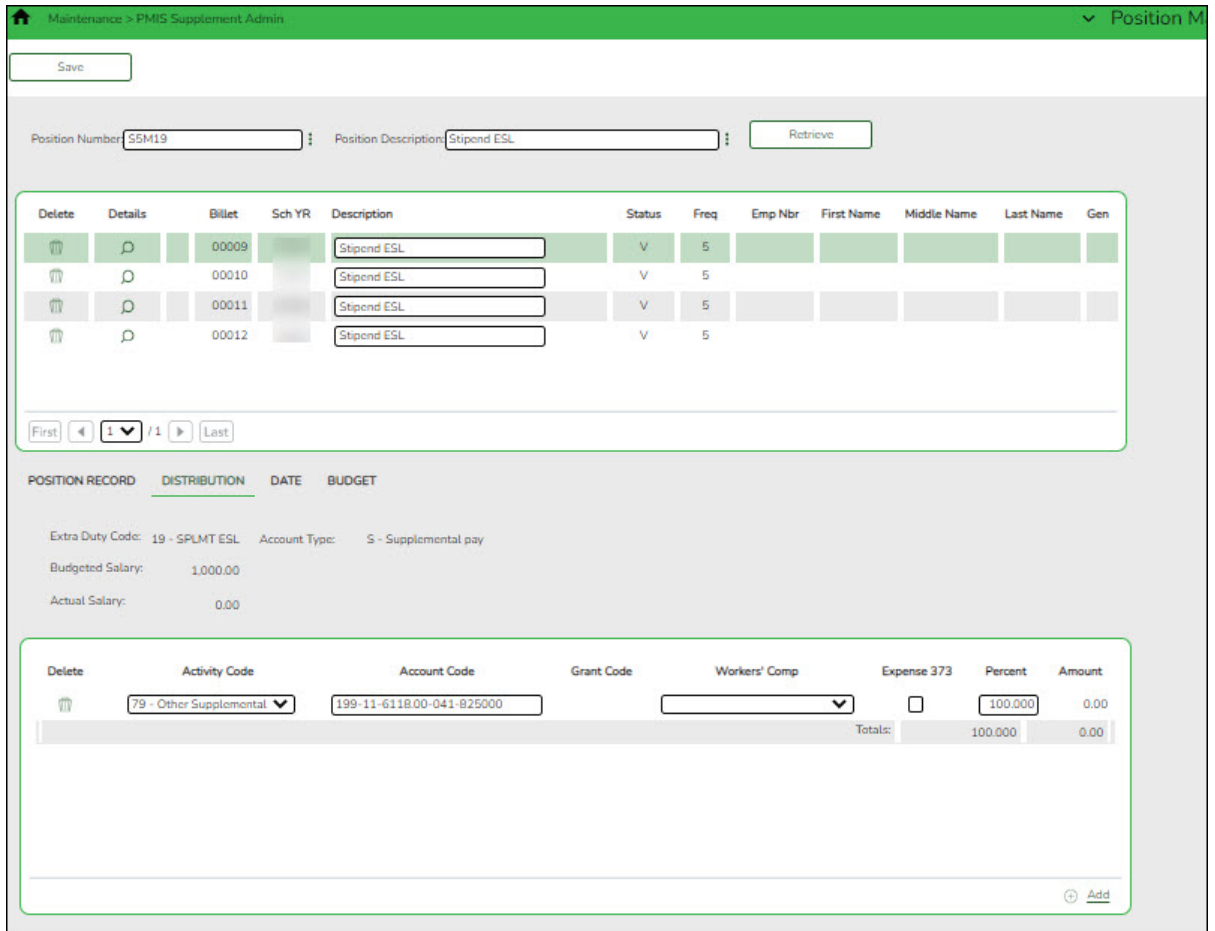 Maintenance > PMIS Supplement Admin Position M
Save
Position Number: S5M19 Position Description: Stipend ESL Retrieve
Delete Details Billet Sch YR Description Status Freq Emp Nbr First Name Middle Name Last Name Gen
00009 Stipend ESL V 5
00010 Stipend ESL V 5
00011 Stipend ESL V 5
00012 Stipend ESL V 5
First 1 / 1 Last
POSITION RECORD DISTRIBUTION DATE BUDGET
Extra Duty Code: 19 - SPLMT ESL Account Type: S - Supplemental pay
Budgeted Salary: 1,000.00
Actual Salary: 0.00
Delete Activity Code Account Code Grant Code Workers' Comp Expense 373 Percent Amount
79 - Other Supplemental 199-11-6118.00-041-825000 100.000 0.00
Totals: 100.000 0.00
Add